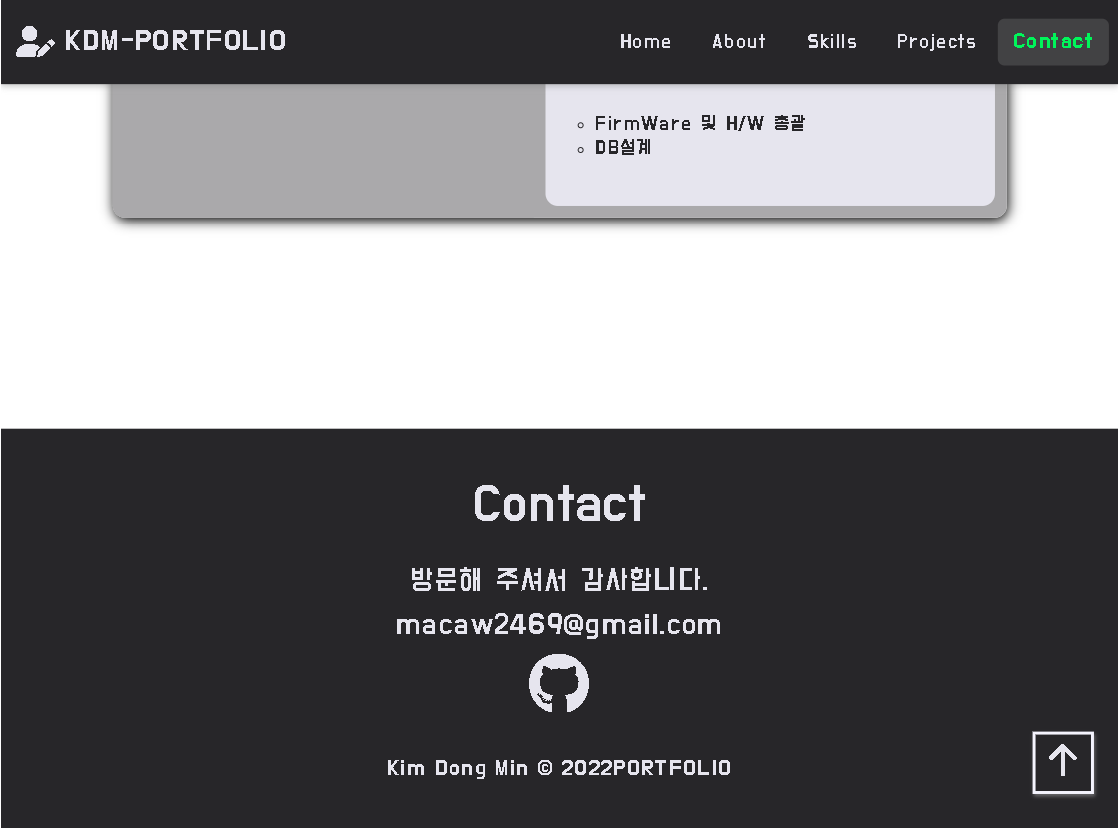 KDM-PORTFOLIO
Home About Skills Projects Contact
FirmWare 및 H/W 총괄
DB설계
Contact
방문해 주셔서 감사합니다.
macaw2469@gmail.com
Kim Dong Min © 2022PORTFOLIO